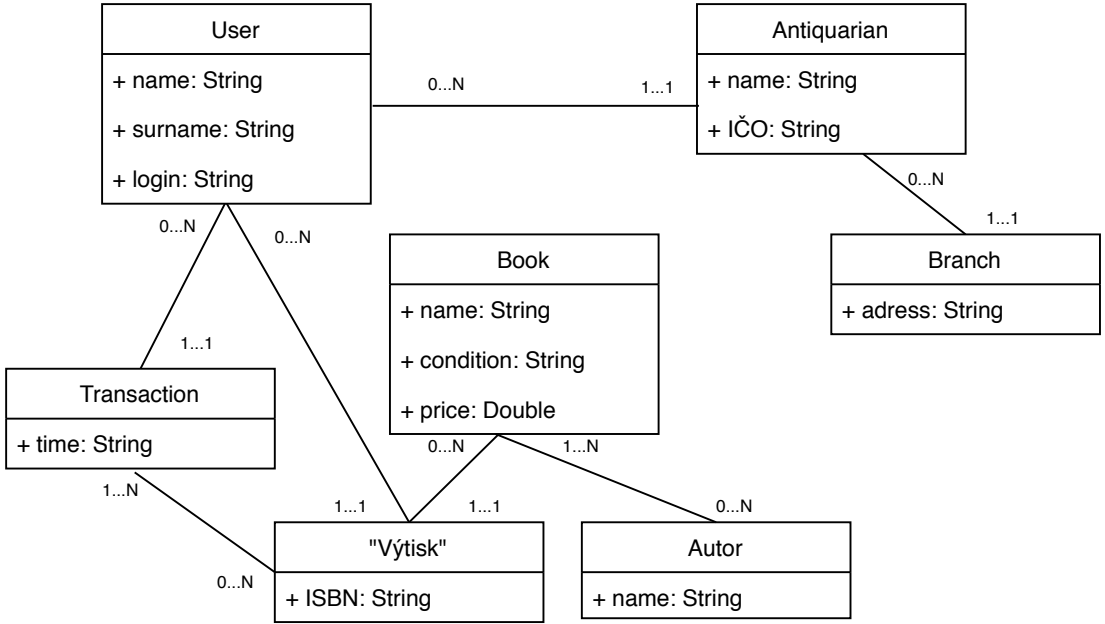 User
+ name: String
+ surname: String
+ login: String
Antiquarian
+ name: String
+ IČO: String
0...N
1...1
0...N
1...1
Branch
+ adress: String
0...N
0...N
Book
+ name: String
+ condition: String
+ price: Double
1...1
Transaction
+ time: String
0...N
1...N
1...N
0...N
1...1
1...1
0...N
"Výtisk"
+ ISBN: String
Autor
+ name: String